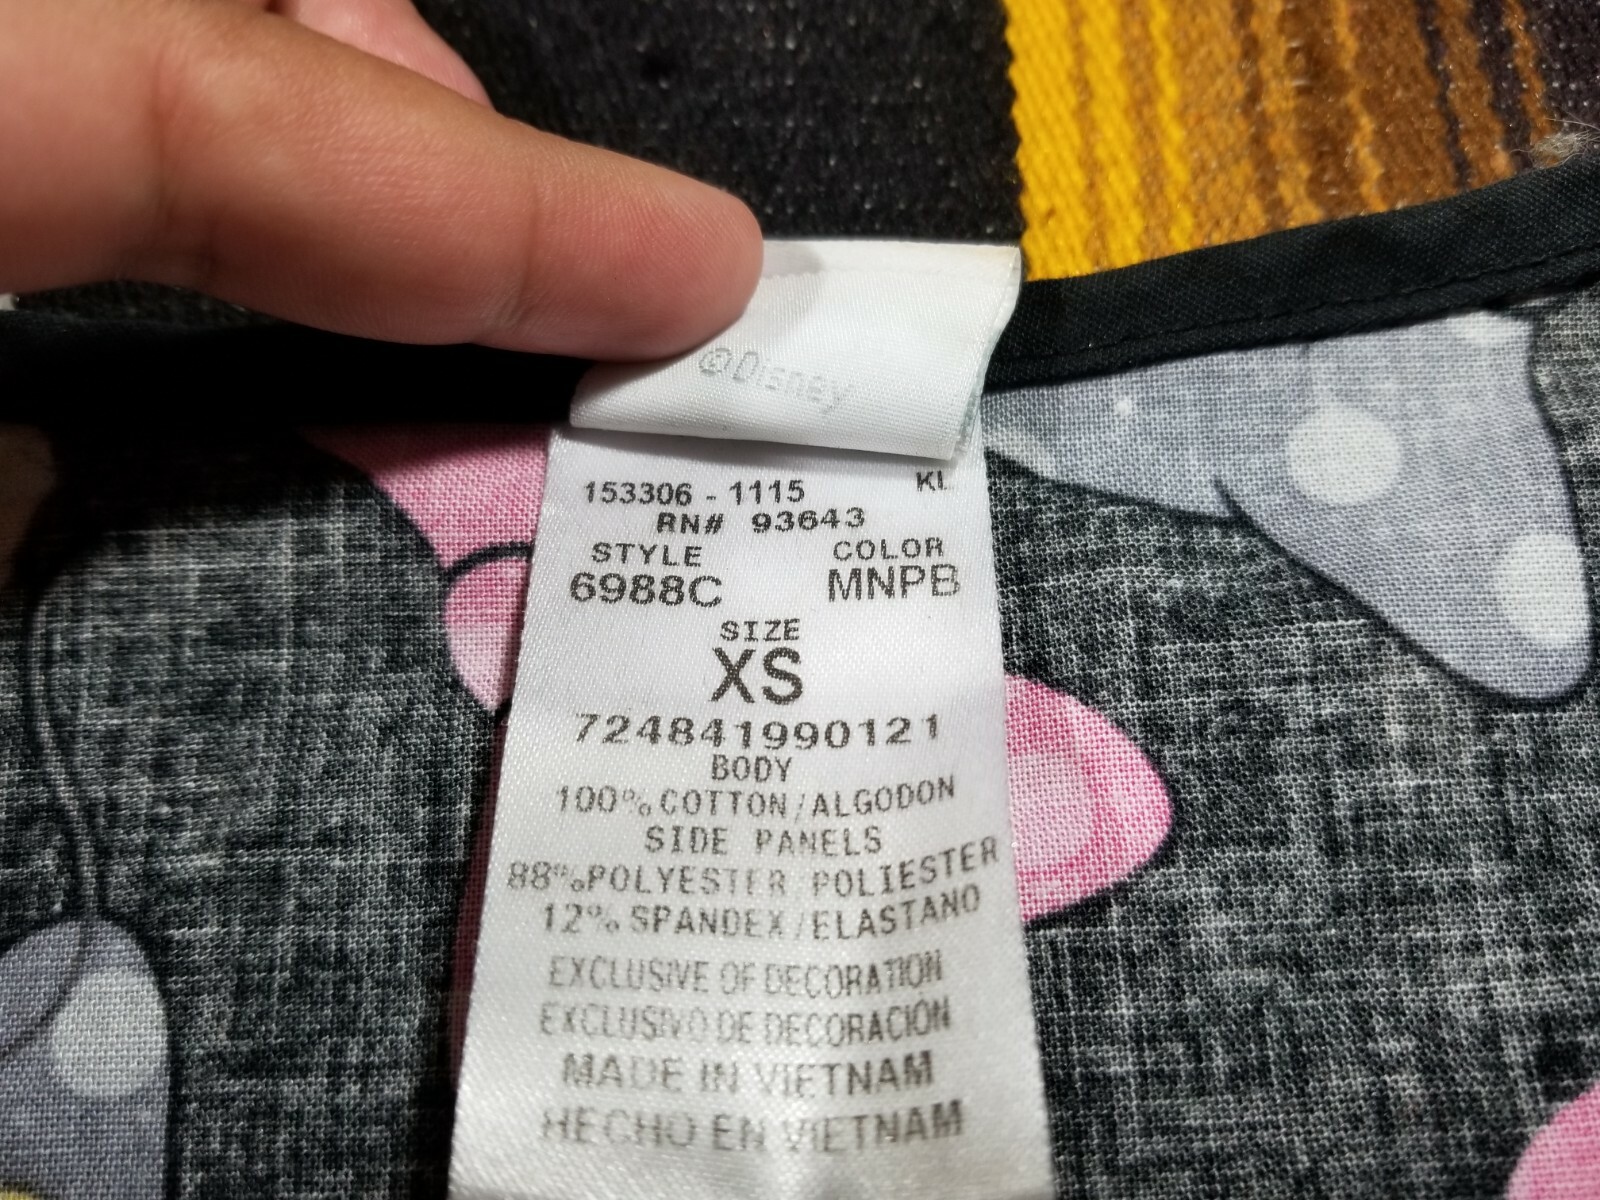 ©Disney
153306 - 1115 KL
RN# 93643
STYLE COLOR
6988C MNPB
SIZE
XS
724841990121
BODY
100% COTTON/ALGODON
SIDE PANELS
88% POLYESTER POLIESTER
12% SPANDEX/ELASTANO
EXCLUSIVE OF DECORATION
EXCLUSIVO DE DECORACION
MADE IN VIETNAM
HECHO EN VIETNAM